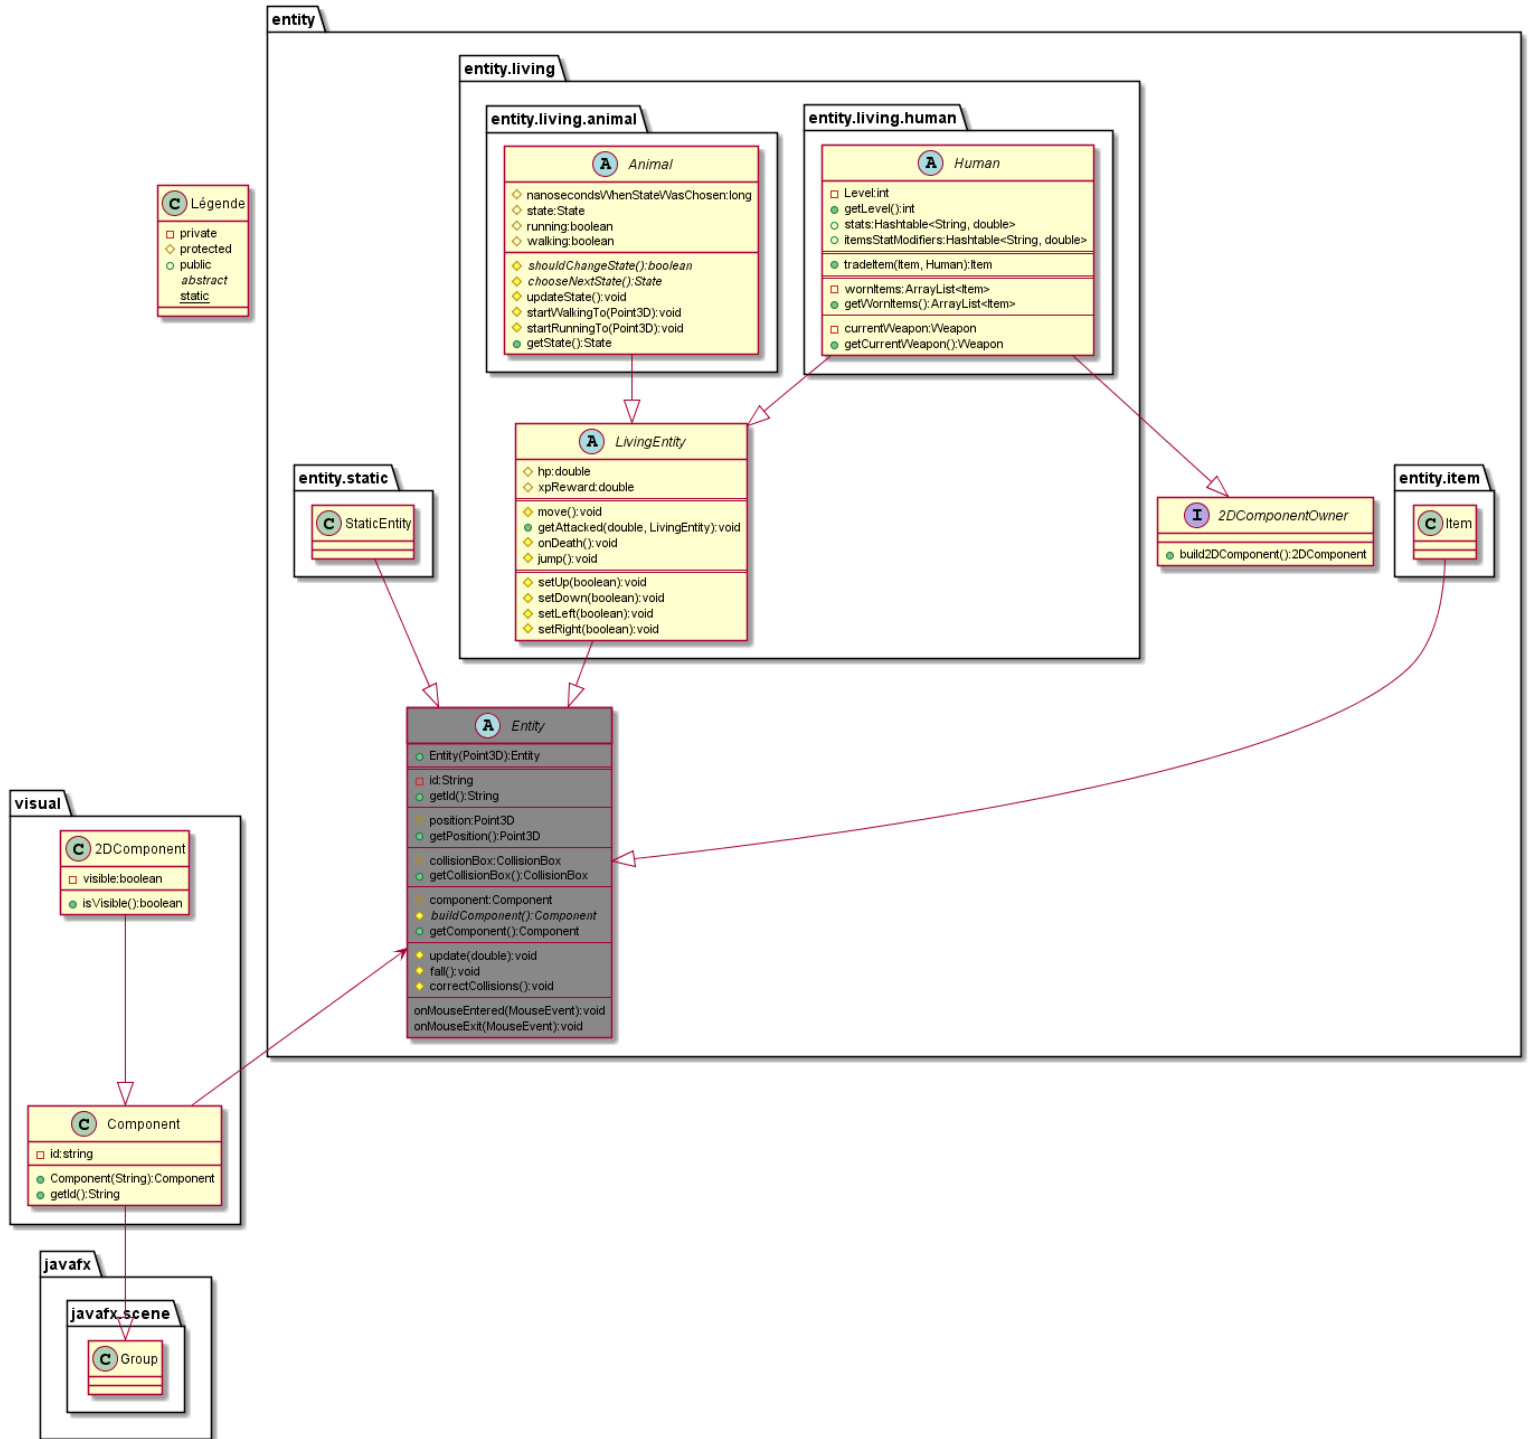 entity
entity.living
entity.living.animal
A Animal
nanosecondsWhenStateWasChosen:long
state:State
running:boolean
walking:boolean
shouldChangeState():boolean
chooseNextState():State
updateState():void
startWalkingTo(Point3D):void
startRunningTo(Point3D):void
getState():State
entity.living.human
A Human
Level:int
getLevel():int
stats:Hashtable<String, double>
itemsStatModifiers:Hashtable<String, double>
tradeItem(Item, Human):Item
wornItems:ArrayList<Item>
getWornItems():ArrayList<Item>
currentWeapon:Weapon
getCurrentWeapon():Weapon
C Légende
private
protected
public
abstract
static
A LivingEntity
hp:double
xpReward:double
move():void
getAttacked(double, LivingEntity):void
onDeath():void
jump():void
setUp(boolean):void
setDown(boolean):void
setLeft(boolean):void
setRight(boolean):void
entity.static
C StaticEntity
I 2DComponentOwner
build2DComponent():2DComponent
entity.item
C Item
A Entity
Entity(Point3D):Entity
id:String
getId():String
position:Point3D
getPosition():Point3D
collisionBox:CollisionBox
getCollisionBox():CollisionBox
component:Component
buildComponent():Component
getComponent():Component
update(double):void
fall():void
correctCollisions():void
onMouseEntered(MouseEvent):void
onMouseExit(MouseEvent):void
visual
C 2DComponent
visible:boolean
isVisible():boolean
C Component
id:string
Component(String):Component
getId():String
javafx
javafx.scene
C Group